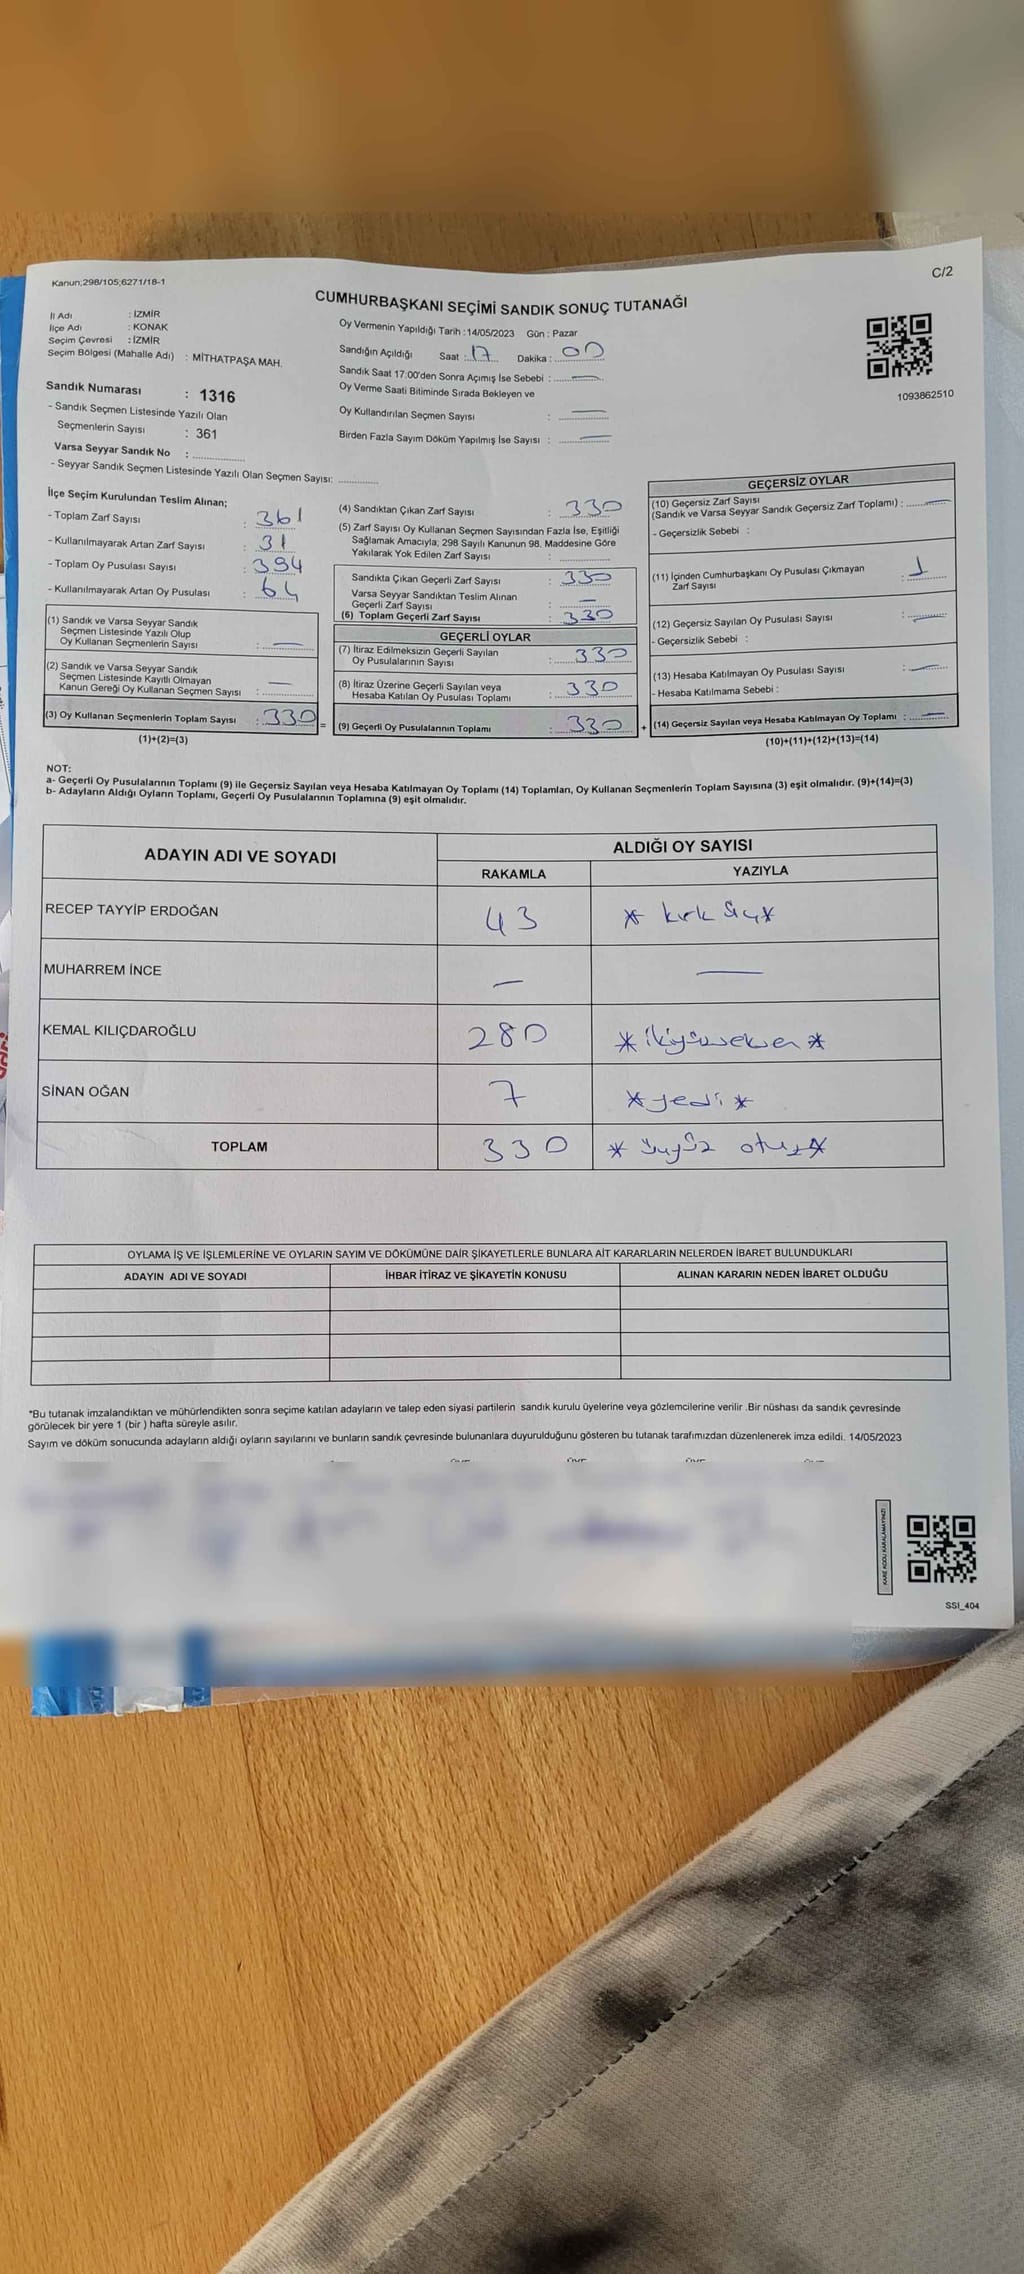 Kanun;298/105;6271/18-1
C/2
CUMHURBAŞKANI SEÇİMİ SANDIK SONUÇ TUTANAĞI
İl Adı : İZMİR
İlçe Adı : KONAK
Seçim Çevresi : İZMİR
Seçim Bölgesi (Mahalle Adı) : MİTHATPAŞA MAH.
Oy Vermenin Yapıldığı Tarih :14/05/2023 Gün : Pazar
Sandığın Açıldığı Saat : 17 Dakika : 00
Sandık Saat 17:00'den Sonra Açımış İse Sebebi : —
Oy Verme Saati Bitiminde Sırada Bekleyen ve
Oy Kullandırılan Seçmen Sayısı : —
Birden Fazla Sayım Döküm Yapılmış İse Sayısı : —
1093862510
Sandık Numarası : 1316
- Sandık Seçmen Listesinde Yazılı Olan
Seçmenlerin Sayısı : 361
Varsa Seyyar Sandık No :
- Seyyar Sandık Seçmen Listesinde Yazılı Olan Seçmen Sayısı:
İlçe Seçim Kurulundan Teslim Alınan;
- Toplam Zarf Sayısı : 361
- Kullanılmayarak Artan Zarf Sayısı : 31
- Toplam Oy Pusulası Sayısı : 394
- Kullanılmayarak Artan Oy Pusulası : 64
(1) Sandık ve Varsa Seyyar Sandık
Seçmen Listesinde Yazılı Olup
Oy Kullanan Seçmenlerin Sayısı : —
(2) Sandık ve Varsa Seyyar Sandık
Seçmen Listesinde Kayıtlı Olmayan
Kanun Gereği Oy Kullanan Seçmen Sayısı : —
(3) Oy Kullanan Seçmenlerin Toplam Sayısı : 330 =
(1)+(2)=(3)
(4) Sandıktan Çıkan Zarf Sayısı : 330
(5) Zarf Sayısı Oy Kullanan Seçmen Sayısından Fazla İse, Eşitliği
Sağlamak Amacıyla, 298 Sayılı Kanunun 98. Maddesine Göre
Yakılarak Yok Edilen Zarf Sayısı :
Sandıkta Çıkan Geçerli Zarf Sayısı : 330
Varsa Seyyar Sandıktan Teslim Alınan
Geçerli Zarf Sayısı : —
(6) Toplam Geçerli Zarf Sayısı : 330
GEÇERLİ OYLAR
(7) İtiraz Edilmeksizin Geçerli Sayılan
Oy Pusulalarının Sayısı : 330
(8) İtiraz Üzerine Geçerli Sayılan veya
Hesaba Katılan Oy Pusulası Toplamı : 330
(9) Geçerli Oy Pusulalarının Toplamı : 330 +
GEÇERSİZ OYLAR
(10) Geçersiz Zarf Sayısı
(Sandık ve Varsa Seyyar Sandık Geçersiz Zarf Toplamı) : —
- Geçersizlik Sebebi :
(11) İçinden Cumhurbaşkanı Oy Pusulası Çıkmayan
Zarf Sayısı : 1
(12) Geçersiz Sayılan Oy Pusulası Sayısı : —
- Geçersizlik Sebebi :
(13) Hesaba Katılmayan Oy Pusulası Sayısı : —
- Hesaba Katılmama Sebebi :
(14) Geçersiz Sayılan veya Hesaba Katılmayan Oy Toplamı : —
(10)+(11)+(12)+(13)=(14)
NOT:
a- Geçerli Oy Pusulalarının Toplamı (9) ile Geçersiz Sayılan veya Hesaba Katılmayan Oy Toplamı (14) Toplamları, Oy Kullanan Seçmenlerin Toplam Sayısına (3) eşit olmalıdır. (9)+(14)=(3)
b- Adayların Aldığı Oyların Toplamı, Geçerli Oy Pusulalarının Toplamına (9) eşit olmalıdır.
ADAYIN ADI VE SOYADI
ALDIĞI OY SAYISI
RAKAMLA YAZIYLA
RECEP TAYYİP ERDOĞAN 43 * kırk üç *
MUHARREM İNCE — —
KEMAL KILIÇDAROĞLU 280 * ikiyüzseksen *
SİNAN OĞAN 7 * yedi *
TOPLAM 330 * üçyüz otuz *
OYLAMA İŞ VE İŞLEMLERİNE VE OYLARIN SAYIM VE DÖKÜMÜNE DAİR ŞİKAYETLERLE BUNLARA AİT KARARLARIN NELERDEN İBARET BULUNDUKLARI
ADAYIN ADI VE SOYADI İHBAR İTİRAZ VE ŞİKAYETİN KONUSU ALINAN KARARIN NEDEN İBARET OLDUĞU
*Bu tutanak imzalandıktan ve mühürlendikten sonra seçime katılan adayların ve talep eden siyasi partilerin sandık kurulu üyelerine veya gözlemcilerine verilir .Bir nüshası da sandık çevresinde
görülecek bir yere 1 (bir ) hafta süreyle asılır.
Sayım ve döküm sonucunda adayların aldığı oyların sayılarını ve bunların sandık çevresinde bulunanlara duyurulduğunu gösteren bu tutanak tarafımızdan düzenlenerek imza edildi. 14/05/2023
KARE KODU KARALAMAYINIZ!
SSI_404